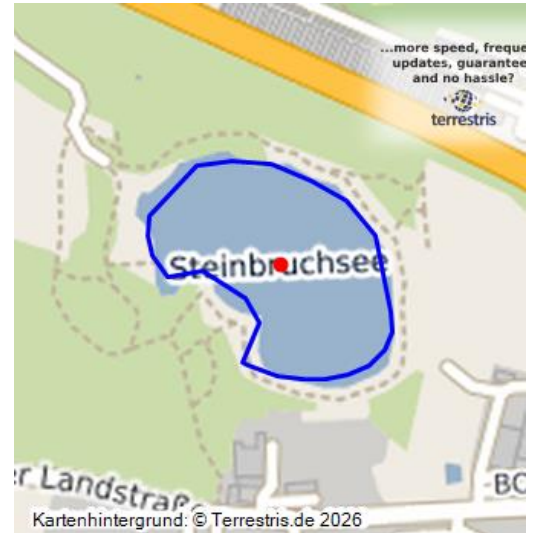 ...more speed, freque
updates, guarantee
and no hassle?
terrestris
Steinbruchsee
er Landstraße
BO
Kartenhintergrund: © Terrestris.de 2026